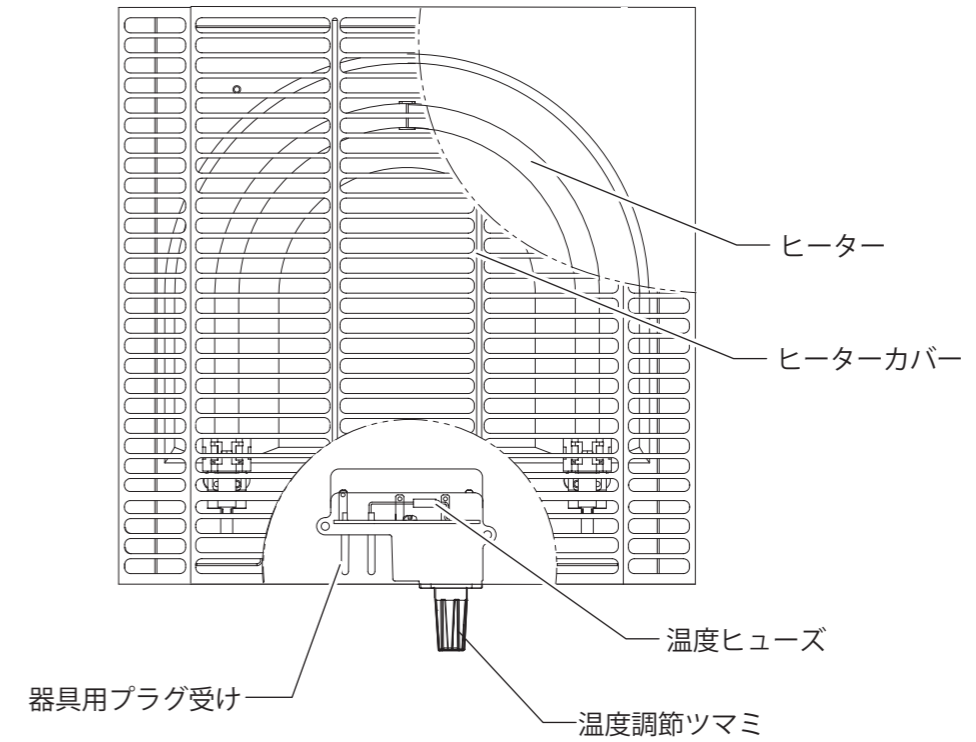 ヒーター
ヒーターカバー
温度ヒューズ
器具用プラグ受け
温度調節ツマミ